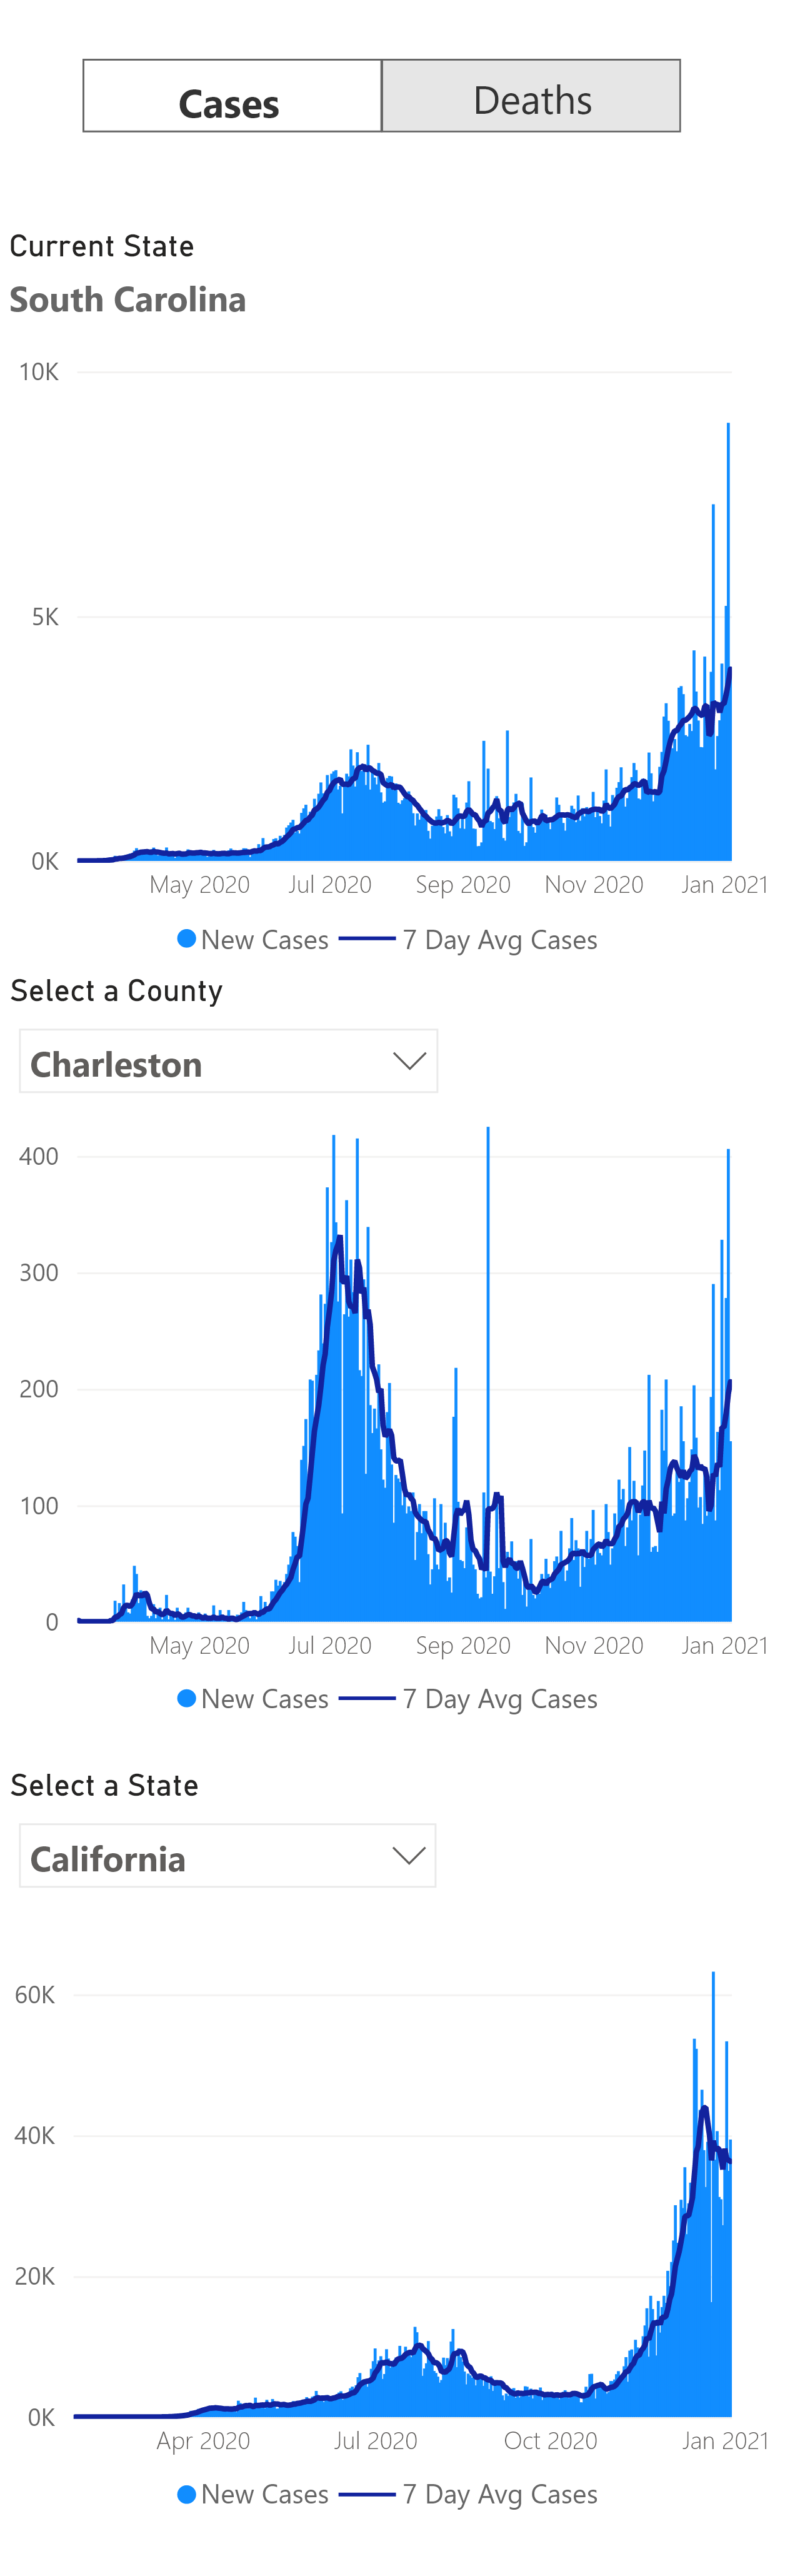 Cases Deaths
Current State
South Carolina
10K
5K
0K
May 2020 Jul 2020 Sep 2020 Nov 2020 Jan 2021
New Cases 7 Day Avg Cases
Select a County
Charleston
400
300
200
100
0
May 2020 Jul 2020 Sep 2020 Nov 2020 Jan 2021
New Cases 7 Day Avg Cases
Select a State
California
60K
40K
20K
0K
Apr 2020 Jul 2020 Oct 2020 Jan 2021
New Cases 7 Day Avg Cases